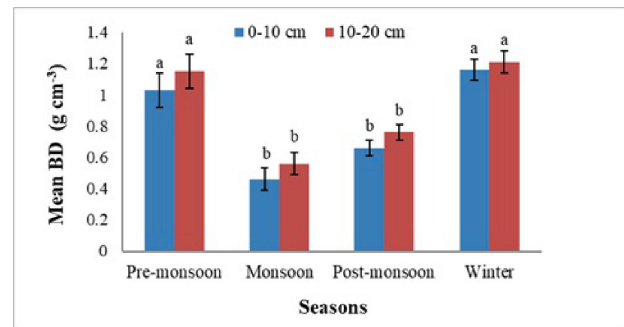 1.4
0-10 cm 10-20 cm
1.2
1
0.8
0.6
0.4
0.2
0
a a b b b b a a
Mean BD (g cm⁻³)
Pre-monsoon Monsoon Post-monsoon Winter
Seasons